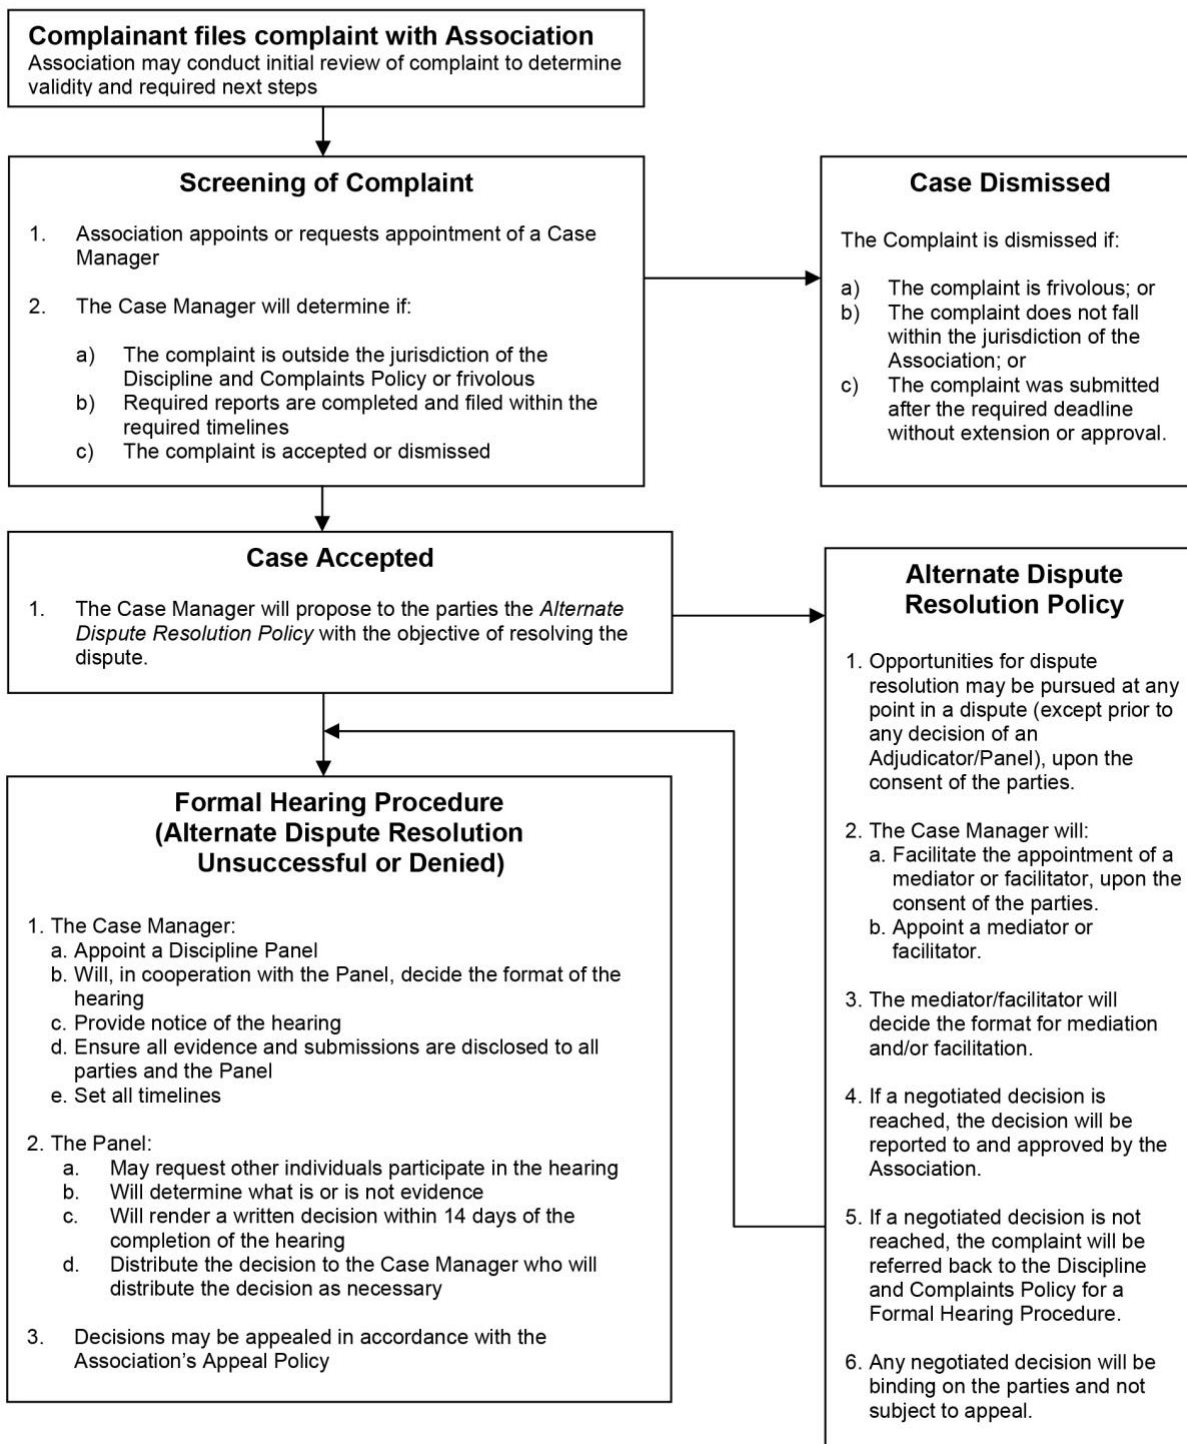 Complainant files complaint with Association
Association may conduct initial review of complaint to determine
validity and required next steps
Screening of Complaint
1. Association appoints or requests appointment of a Case
Manager
2. The Case Manager will determine if:
a) The complaint is outside the jurisdiction of the
Discipline and Complaints Policy or frivolous
b) Required reports are completed and filed within the
required timelines
c) The complaint is accepted or dismissed
Case Dismissed
The Complaint is dismissed if:
a) The complaint is frivolous; or
b) The complaint does not fall
within the jurisdiction of the
Association; or
c) The complaint was submitted
after the required deadline
without extension or approval.
Case Accepted
1. The Case Manager will propose to the parties the Alternate
Dispute Resolution Policy with the objective of resolving the
dispute.
Alternate Dispute
Resolution Policy
1. Opportunities for dispute
resolution may be pursued at any
point in a dispute (except prior to
any decision of an
Adjudicator/Panel), upon the
consent of the parties.
2. The Case Manager will:
a. Facilitate the appointment of a
mediator or facilitator, upon the
consent of the parties.
b. Appoint a mediator or
facilitator.
3. The mediator/facilitator will
decide the format for mediation
and/or facilitation.
4. If a negotiated decision is
reached, the decision will be
reported to and approved by the
Association.
5. If a negotiated decision is not
reached, the complaint will be
referred back to the Discipline
and Complaints Policy for a
Formal Hearing Procedure.
6. Any negotiated decision will be
binding on the parties and not
subject to appeal.
Formal Hearing Procedure
(Alternate Dispute Resolution
Unsuccessful or Denied)
1. The Case Manager:
a. Appoint a Discipline Panel
b. Will, in cooperation with the Panel, decide the format of the
hearing
c. Provide notice of the hearing
d. Ensure all evidence and submissions are disclosed to all
parties and the Panel
e. Set all timelines
2. The Panel:
a. May request other individuals participate in the hearing
b. Will determine what is or is not evidence
c. Will render a written decision within 14 days of the
completion of the hearing
d. Distribute the decision to the Case Manager who will
distribute the decision as necessary
3. Decisions may be appealed in accordance with the
Association's Appeal Policy